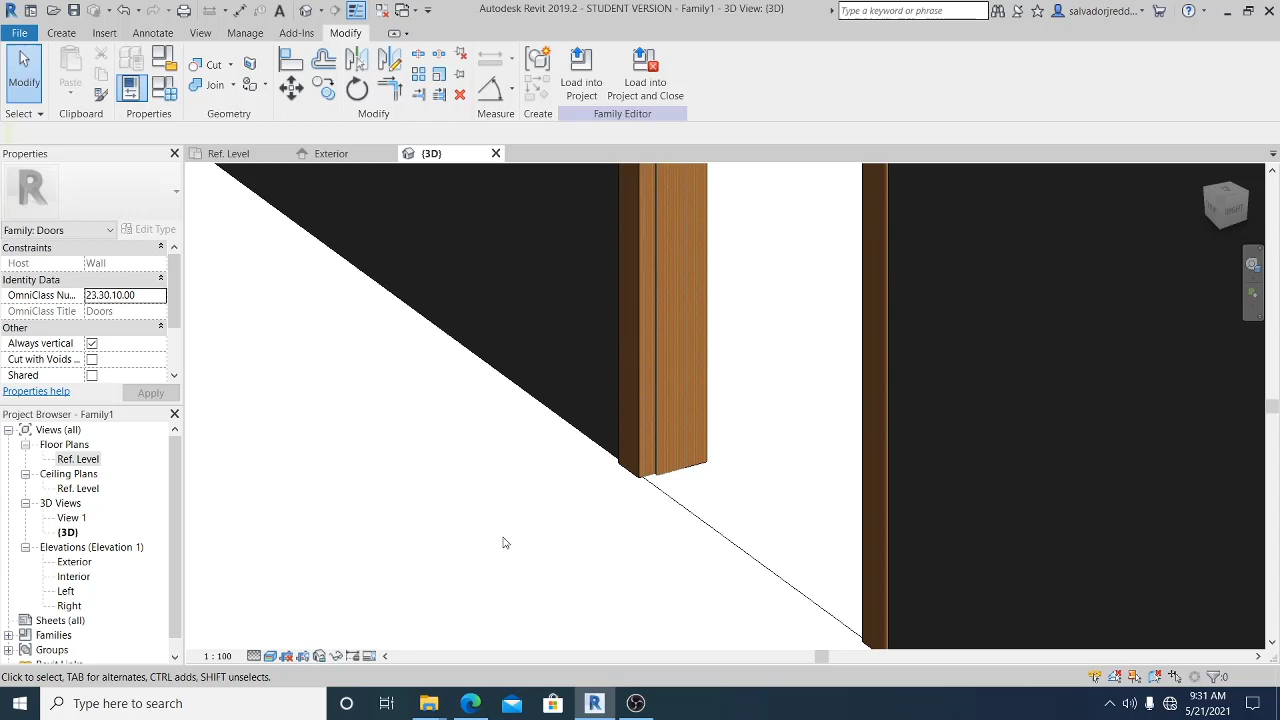 Autodesk Revit 2019.2 - STUDENT VERSION - Family1 - 3D View: {3D}
Type a keyword or phrase
salvadorjredd...
File
Create
Insert
Annotate
View
Manage
Add-Ins
Modify
Modify
Paste
Cut
Join
Load into
Project
Load into
Project and Close
Select
Clipboard
Properties
Geometry
Modify
Measure
Create
Family Editor
Properties
Ref. Level
Exterior
{3D}
RIGHT
Family: Doors
Edit Type
Constraints
Host
Wall
Identity Data
OmniClass Nu...
23.30.10.00
OmniClass Title
Doors
Other
Always vertical
Cut with Voids ...
Shared
Properties help
Apply
Project Browser - Family1
Views (all)
Floor Plans
Ref. Level
Ceiling Plans
Ref. Level
3D Views
View 1
{3D}
Elevations (Elevation 1)
Exterior
Interior
Left
Right
Sheets (all)
Families
Groups
Revit Links
1 : 100
Click to select, TAB for alternates, CTRL adds, SHIFT unselects.
:0
Type here to search
9:31 AM
5/21/2021